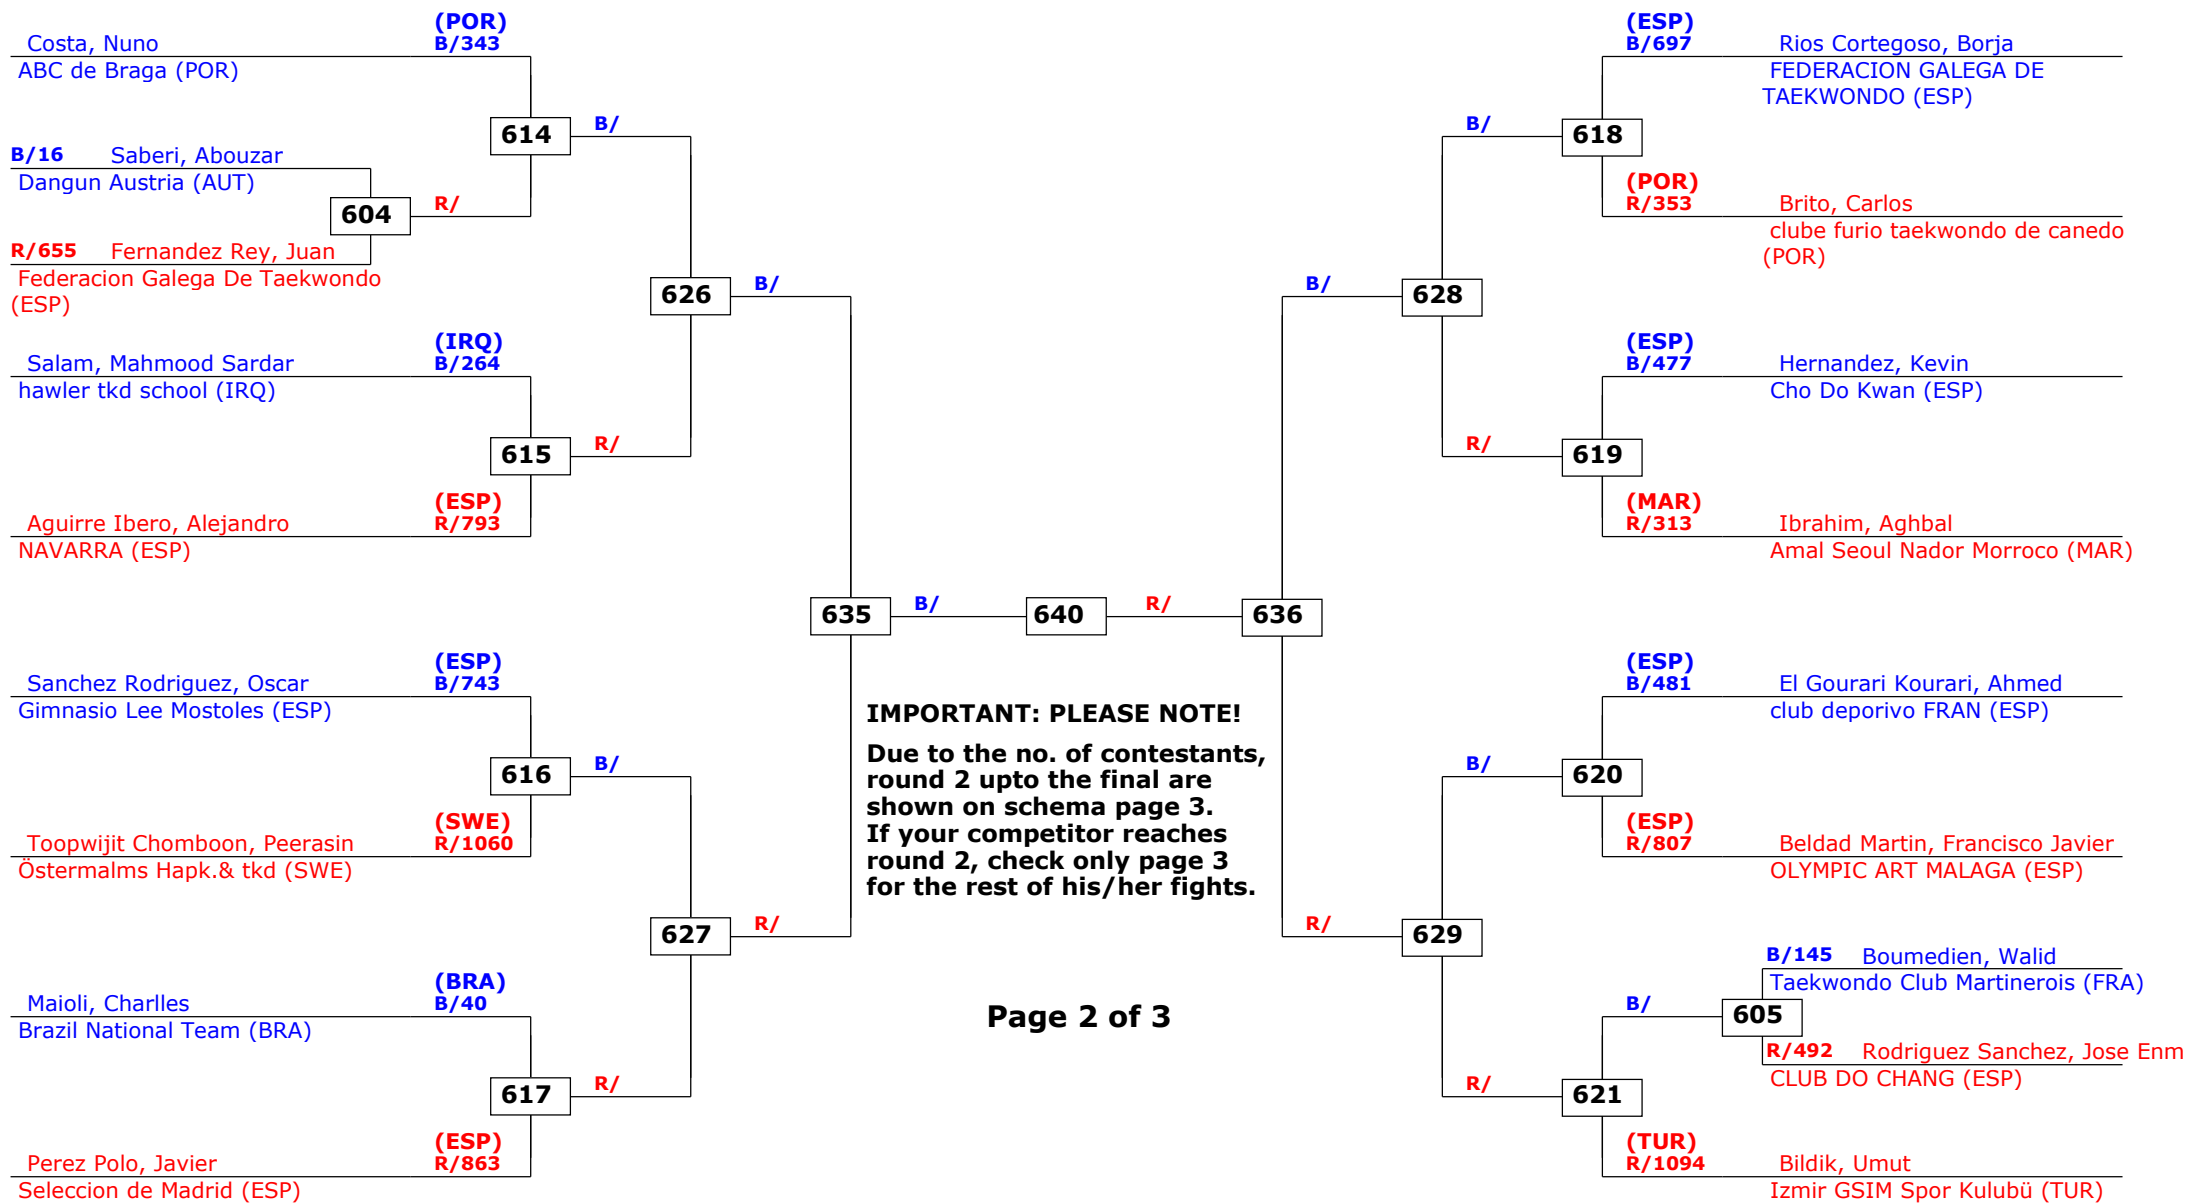 (POR)
Costa, Nuno B/343
ABC de Braga (POR)
614 B/
B/16 Saberi, Abouzar
Dangun Austria (AUT)
604 R/
R/655 Fernandez Rey, Juan
Federacion Galega De Taekwondo
(ESP)
626 B/
(IRQ)
Salam, Mahmood Sardar B/264
hawler tkd school (IRQ)
615 R/
(ESP)
Aguirre Ibero, Alejandro R/793
NAVARRA (ESP)
635 B/ 640 R/ 636
(ESP)
Sanchez Rodriguez, Oscar B/743
Gimnasio Lee Mostoles (ESP)
616 B/
(SWE)
Toopwijit Chomboon, Peerasin R/1060
Östermalms Hapk.& tkd (SWE)
627 R/
(BRA)
Maioli, Charlles B/40
Brazil National Team (BRA)
617 R/
(ESP)
Perez Polo, Javier R/863
Seleccion de Madrid (ESP)
IMPORTANT: PLEASE NOTE!
Due to the no. of contestants,
round 2 upto the final are
shown on schema page 3.
If your competitor reaches
round 2, check only page 3
for the rest of his/her fights.
Page 2 of 3
(ESP)
B/697 Rios Cortegoso, Borja
FEDERACION GALEGA DE
TAEKWONDO (ESP)
B/ 618
(POR)
R/353 Brito, Carlos
clube furio taekwondo de canedo
(POR)
B/ 628
(ESP)
B/477 Hernandez, Kevin
Cho Do Kwan (ESP)
R/ 619
(MAR)
R/313 Ibrahim, Aghbal
Amal Seoul Nador Morroco (MAR)
(ESP)
B/481 El Gourari Kourari, Ahmed
club deporivo FRAN (ESP)
B/ 620
(ESP)
R/807 Beldad Martin, Francisco Javier
OLYMPIC ART MALAGA (ESP)
R/ 629
B/145 Boumedien, Walid
Taekwondo Club Martinerois (FRA)
B/ 605
R/492 Rodriguez Sanchez, Jose Enm
CLUB DO CHANG (ESP)
R/ 621
(TUR)
R/1094 Bildik, Umut
Izmir GSIM Spor Kulubü (TUR)